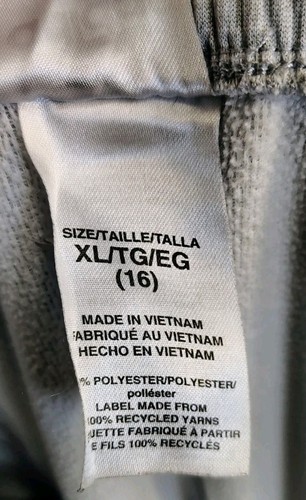 SIZE/TAILLE/TALLA
XL/TG/EG
(16)
MADE IN VIETNAM
FABRIQUÉ AU VIETNAM
HECHO EN VIETNAM
% POLYESTER/POLYESTER/
poliéster
LABEL MADE FROM
100% RECYCLED YARNS
UETTE FABRIQUÉ À PARTIR
E FILS 100% RECYCLÉS